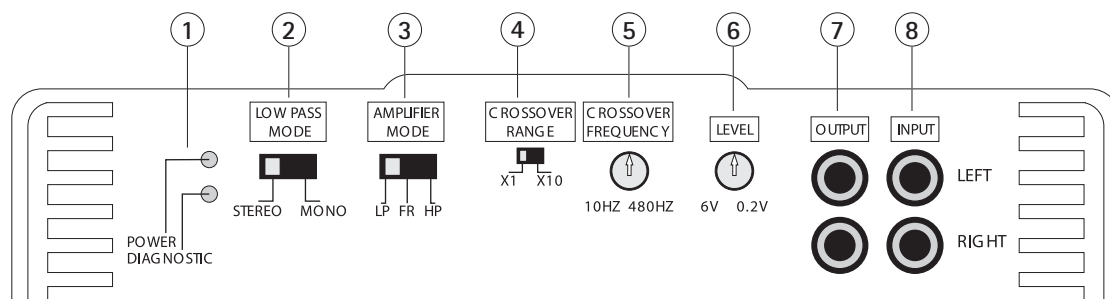 1 2 3 4 5 6 7 8
LOW PASS
MODE
AMPLIFIER
MODE
CROSSOVER
RANGE
CROSSOVER
FREQUENCY
LEVEL
OUTPUT
INPUT
X1 X10
LEFT
STEREO MONO
LP FR HP
10HZ 480HZ
6V 0.2V
POWER
DIAGNOSTIC
RIGHT